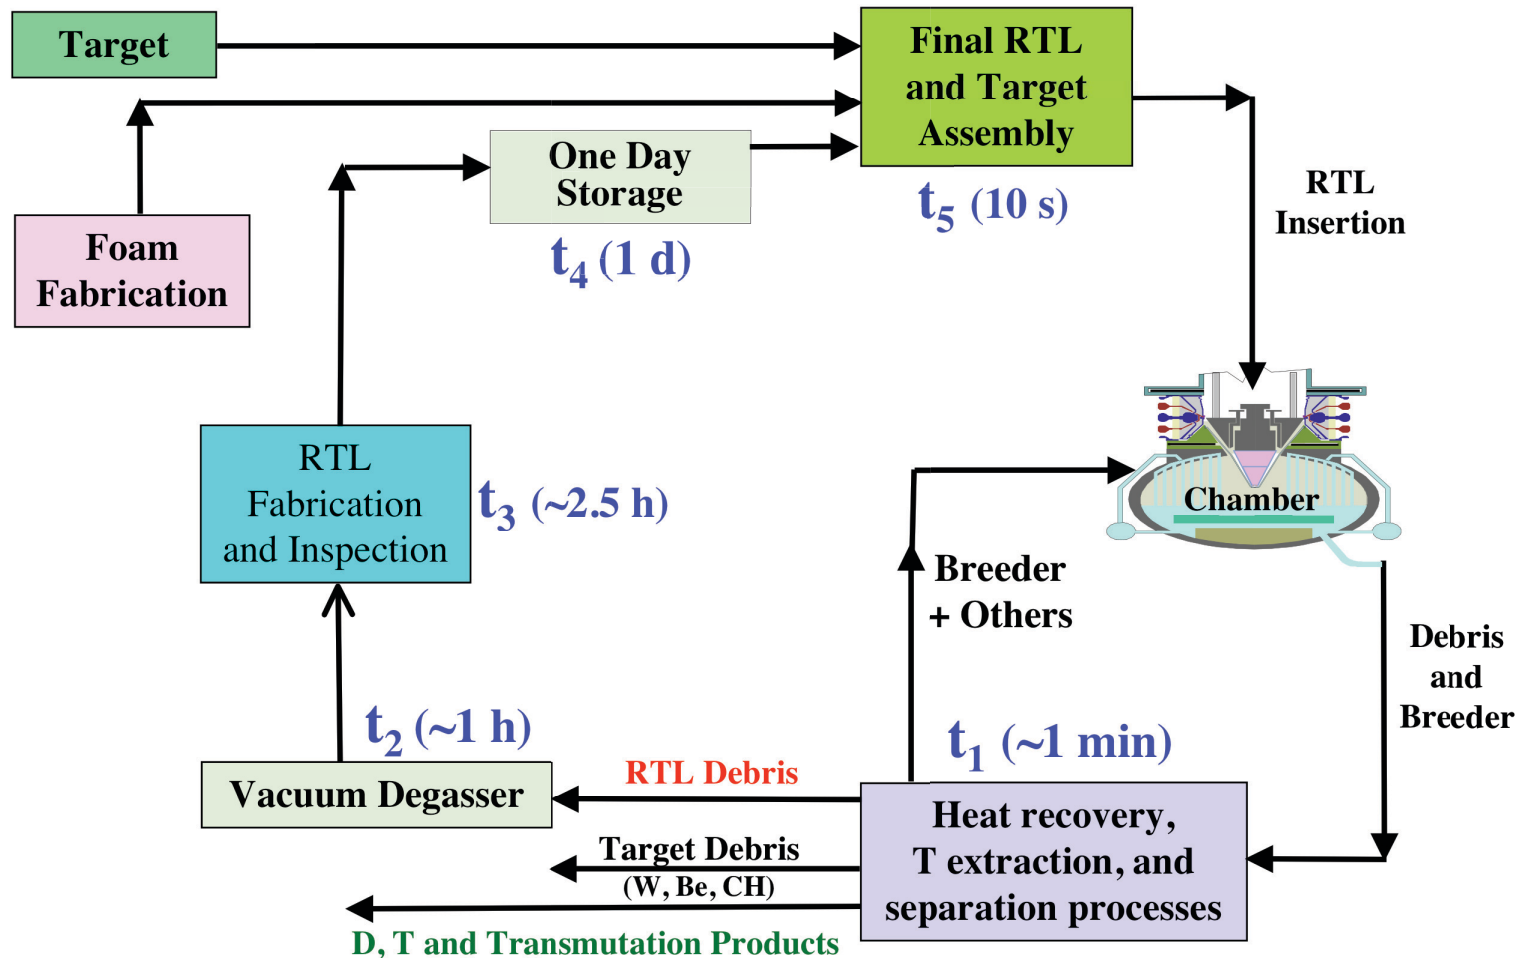 Target
Final RTL
and Target
Assembly
One Day
Storage
t4 (1 d)
t5 (10 s)
RTL
Insertion
Foam
Fabrication
RTL
Fabrication
and Inspection
t3 (~2.5 h)
Chamber
Breeder
+ Others
Debris
and
Breeder
t2 (~1 h)
t1 (~1 min)
Vacuum Degasser
RTL Debris
Target Debris
(W, Be, CH)
D, T and Transmutation Products
Heat recovery,
T extraction, and
separation processes